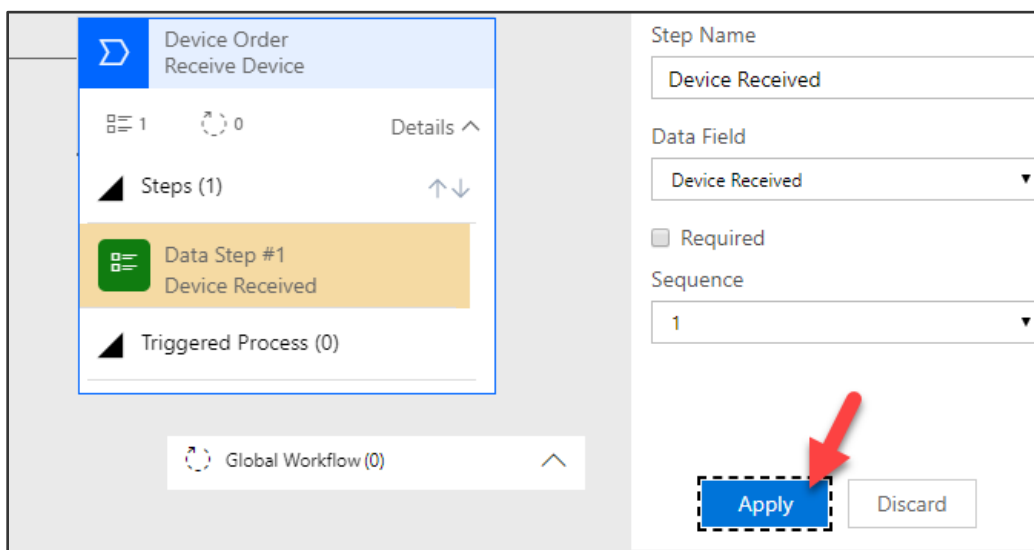 Device Order
Receive Device
1
0
Details
Steps (1)
Data Step #1
Device Received
Triggered Process (0)
Global Workflow (0)
Step Name
Device Received
Data Field
Device Received
Required
Sequence
1
Apply
Discard